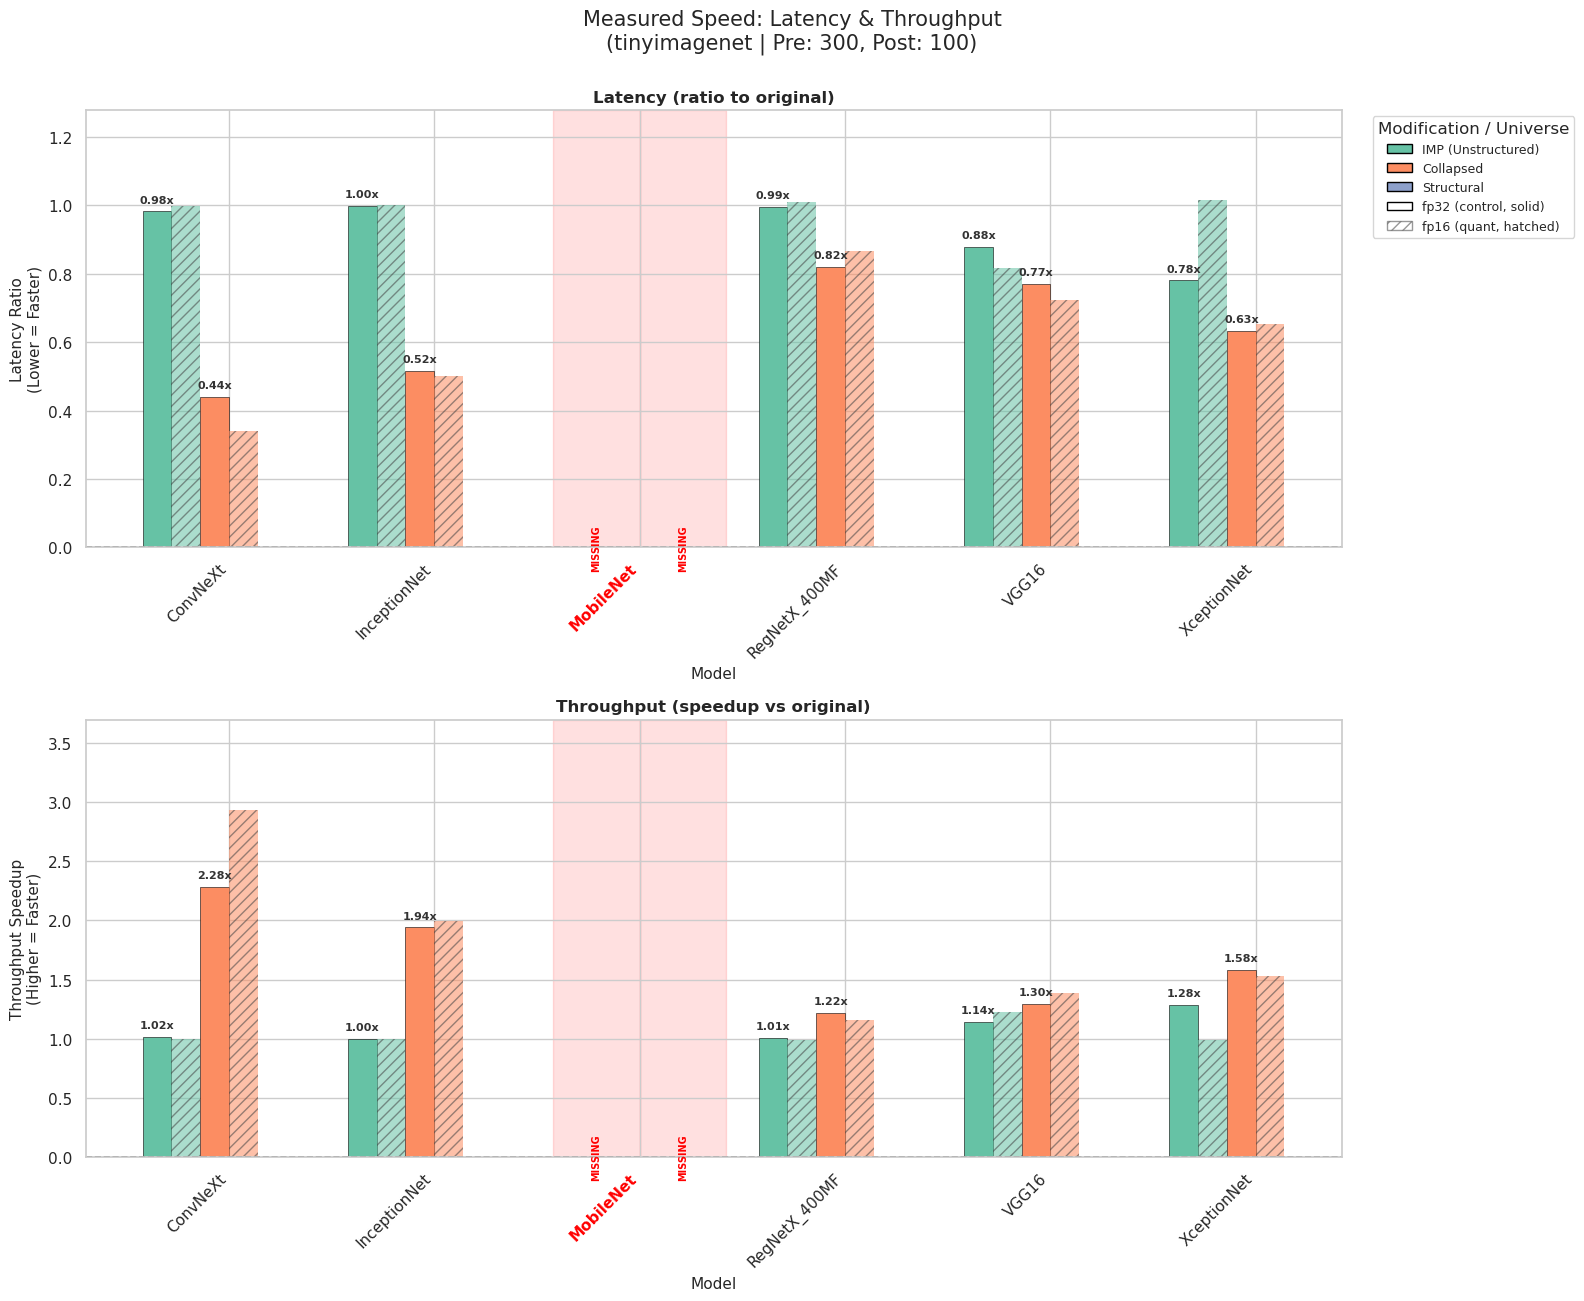 Measured Speed: Latency & Throughput
(tinyimagenet | Pre: 300, Post: 100)
Latency (ratio to original)
Latency Ratio
(Lower = Faster)
1.2
1.0
0.8
0.6
0.4
0.2
0.0
0.98x
0.44x
1.00x
0.52x
MISSING
MISSING
0.99x
0.82x
0.88x
0.77x
0.78x
0.63x
ConvNeXt
InceptionNet
MobileNet
RegNetX_400MF
VGG16
XceptionNet
Model
Modification / Universe
IMP (Unstructured)
Collapsed
Structural
fp32 (control, solid)
fp16 (quant, hatched)
Throughput (speedup vs original)
Throughput Speedup
(Higher = Faster)
3.5
3.0
2.5
2.0
1.5
1.0
0.5
0.0
1.02x
2.28x
1.00x
1.94x
MISSING
MISSING
1.01x
1.22x
1.14x
1.30x
1.28x
1.58x
ConvNeXt
InceptionNet
MobileNet
RegNetX_400MF
VGG16
XceptionNet
Model